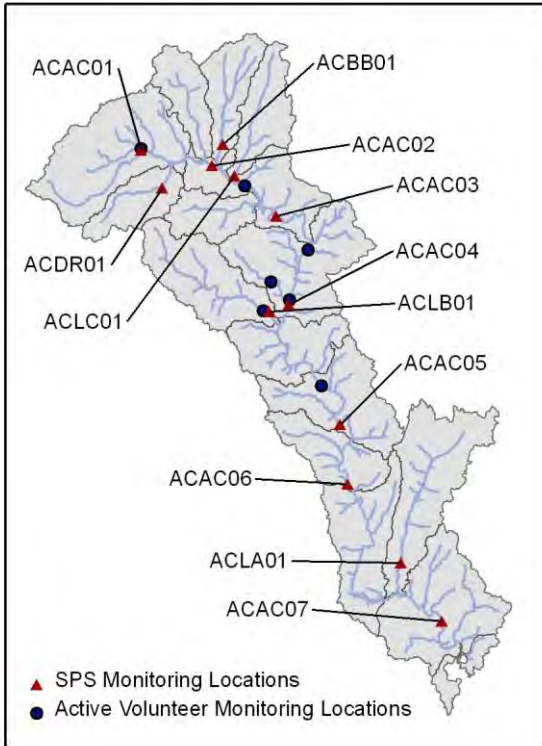 ACAC01
ACBB01
ACAC02
ACAC03
ACDR01
ACAC04
ACLC01
ACLB01
ACAC05
ACAC06
ACLA01
ACAC07
SPS Monitoring Locations
Active Volunteer Monitoring Locations